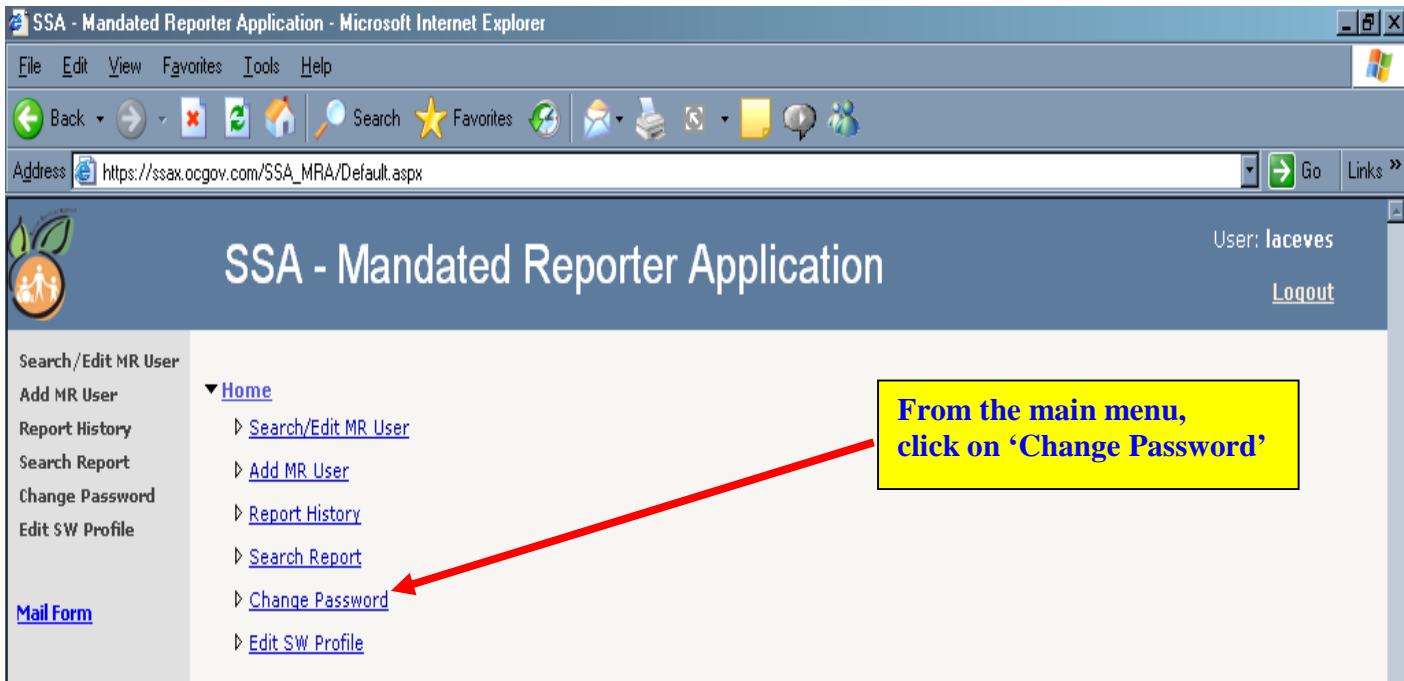 SSA - Mandated Reporter Application - Microsoft Internet Explorer
File Edit View Favorites Tools Help
Back Search Favorites
Address https://ssax.ocgov.com/SSA_MRA/Default.aspx Go Links »
SSA - Mandated Reporter Application
User: laceves
Logout
Search/Edit MR User
Add MR User
Report History
Search Report
Change Password
Edit SW Profile
Mail Form
Home
Search/Edit MR User
Add MR User
Report History
Search Report
Change Password
Edit SW Profile
From the main menu,
click on ‘Change Password’